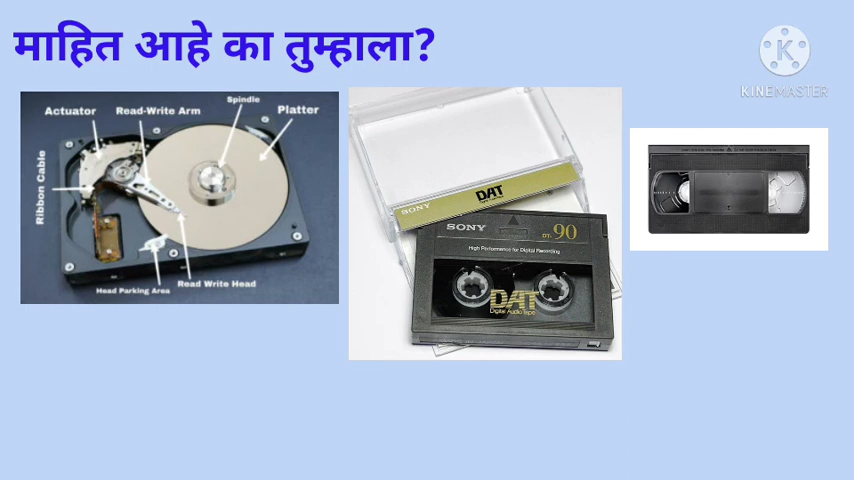 माहित आहे का तुम्हाला?
K
KINEMASTER
Spindle
Actuator
Read-Write Arm
Platter
Ribbon Cable
Head Parking Area
Read Write Head
SONY
DAT
SONY
DT-90
High Performance for Digital Recording
DAT
Digital Audio Tape